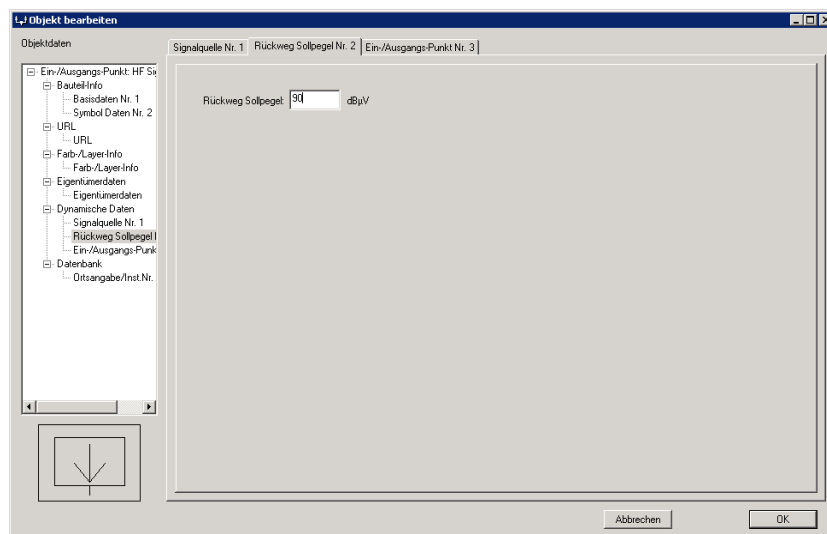 Objekt bearbeiten
Objektdaten
Ein-/Ausgangs-Punkt: HF Sig
Bauteil-Info
Basisdaten Nr. 1
Symbol Daten Nr. 2
URL
URL
Farb-/Layer-Info
Farb-/Layer-Info
Eigentümerdaten
Eigentümerdaten
Dynamische Daten
Signalquelle Nr. 1
Rückweg Sollpegel
Ein-/Ausgangs-Punk
Datenbank
Ortsangabe/Inst.Nr.
Signalquelle Nr. 1 Rückweg Sollpegel Nr. 2 Ein-/Ausgangs-Punkt Nr. 3
Rückweg Sollpegel: 90 dBµV
Abbrechen OK